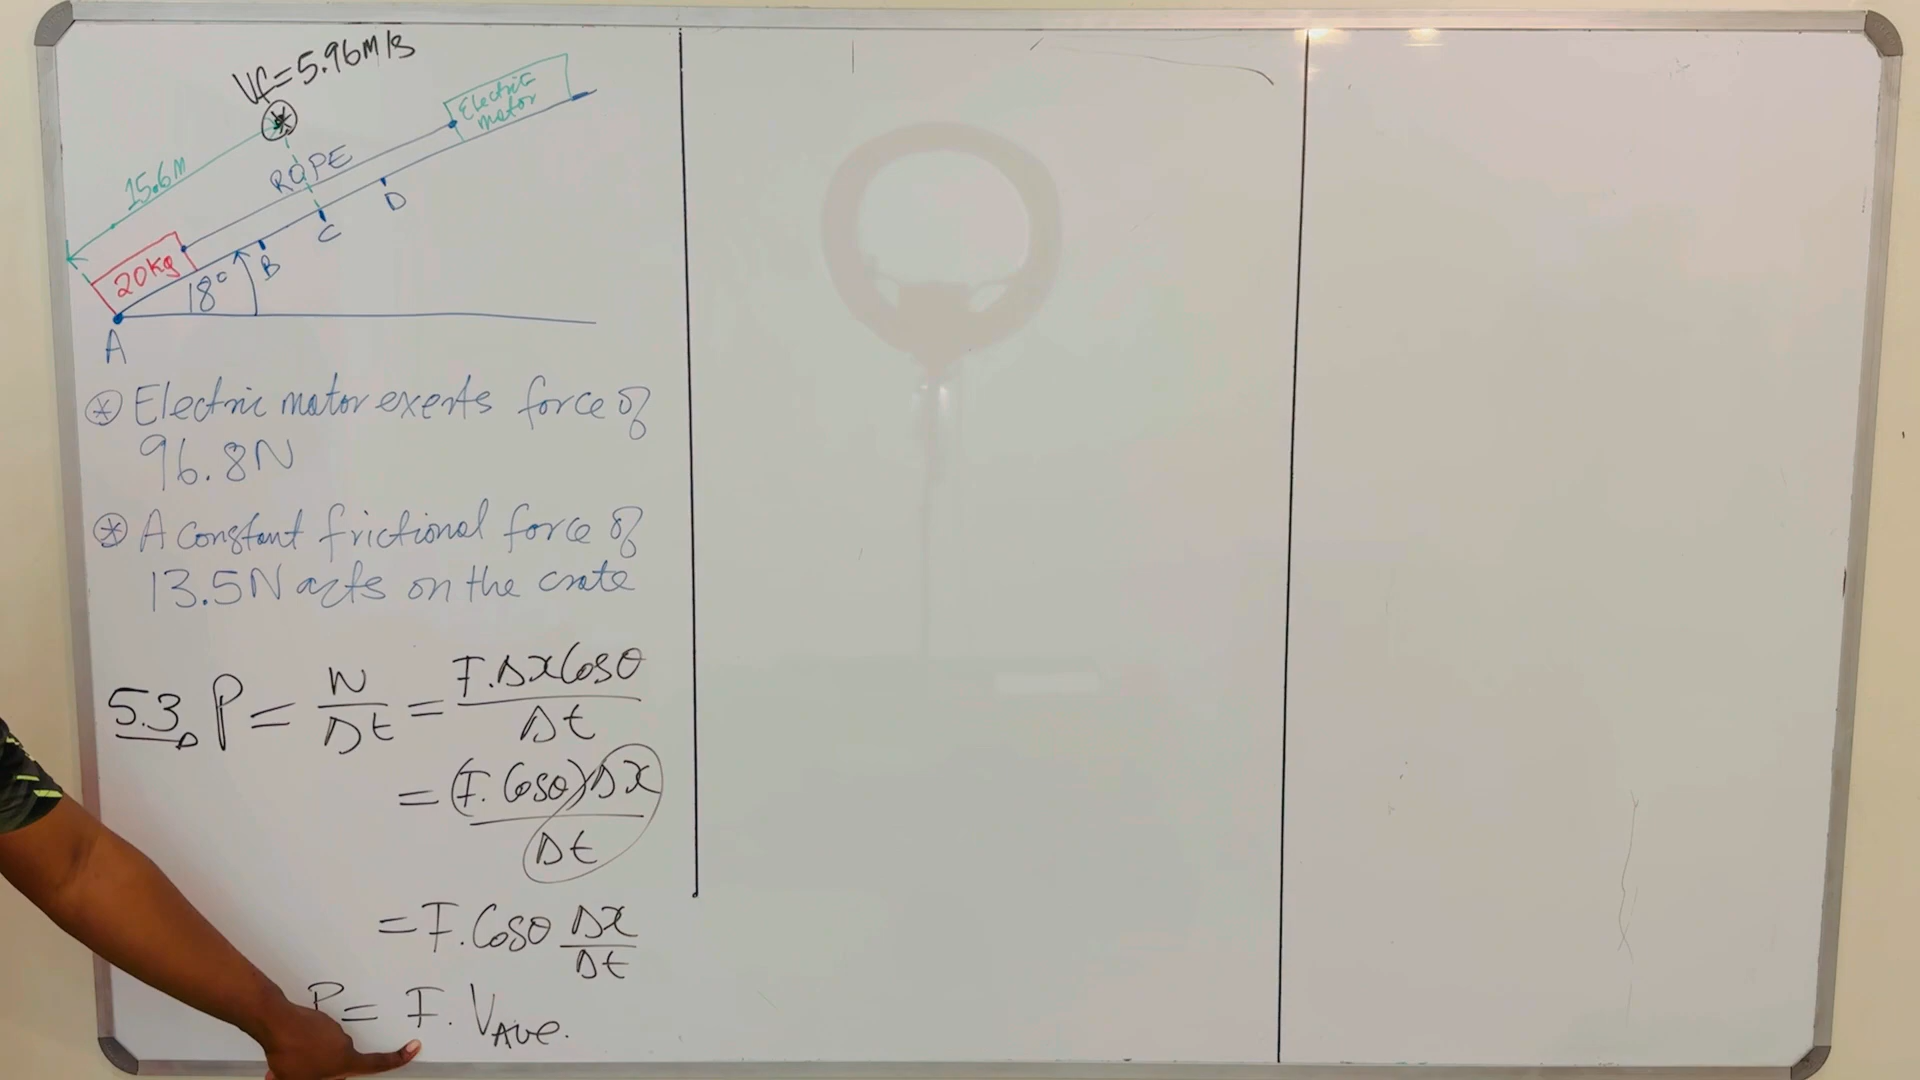 Vf=5.96M/s
Electric
motor
15.6M
ROPE
D
C
B
20Kg
18°
A
⊛ Electric motor exerts force of
96.8N
⊛ A constant frictional force of
13.5N acts on the crate
5.3 P = W/Δt = F.ΔxCosθ/Δt
= (F.Cosθ)Δx/Δt
= F.Cosθ Δx/Δt
P = F. VAve.